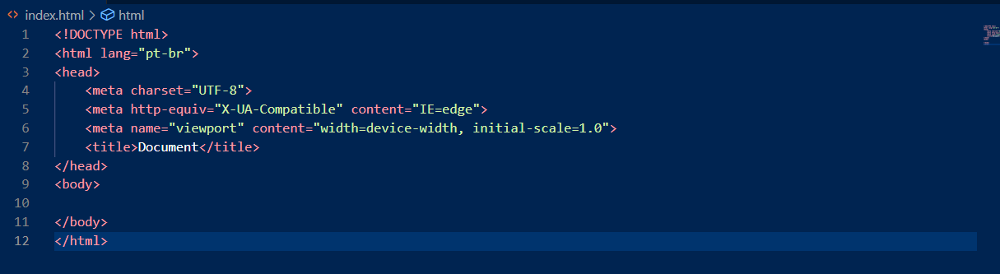 index.html > html
1 <!DOCTYPE html>
2 <html lang="pt-br">
3 <head>
4     <meta charset="UTF-8">
5     <meta http-equiv="X-UA-Compatible" content="IE=edge">
6     <meta name="viewport" content="width=device-width, initial-scale=1.0">
7     <title>Document</title>
8 </head>
9 <body>
10
11 </body>
12 </html>